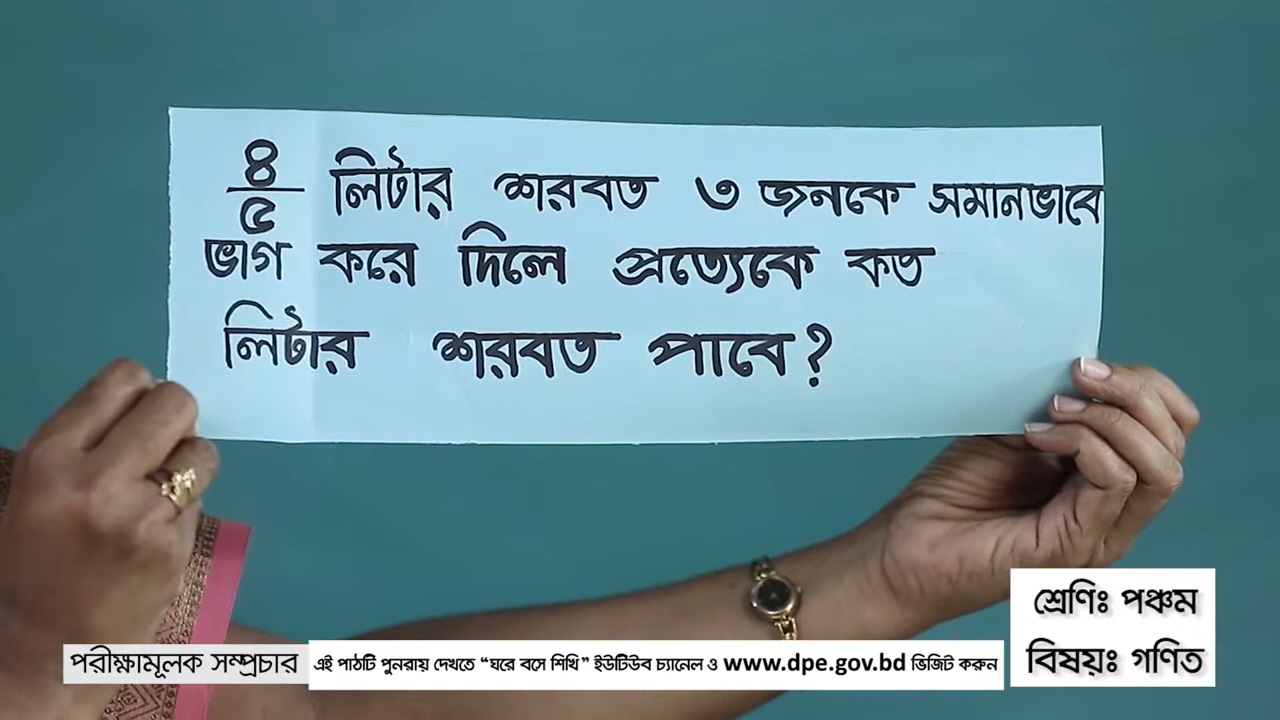 ৪/৫ লিটার শরবত ৩ জনকে সমানভাবে
ভাগ করে দিলে প্রত্যেকে কত
লিটার শরবত পাবে?
শ্রেণিঃ পঞ্চম
বিষয়ঃ গণিত
পরীক্ষামূলক সম্প্রচার
এই পাঠটি পুনরায় দেখতে “ঘরে বসে শিখি” ইউটিউব চ্যানেল ও www.dpe.gov.bd ভিজিট করুন